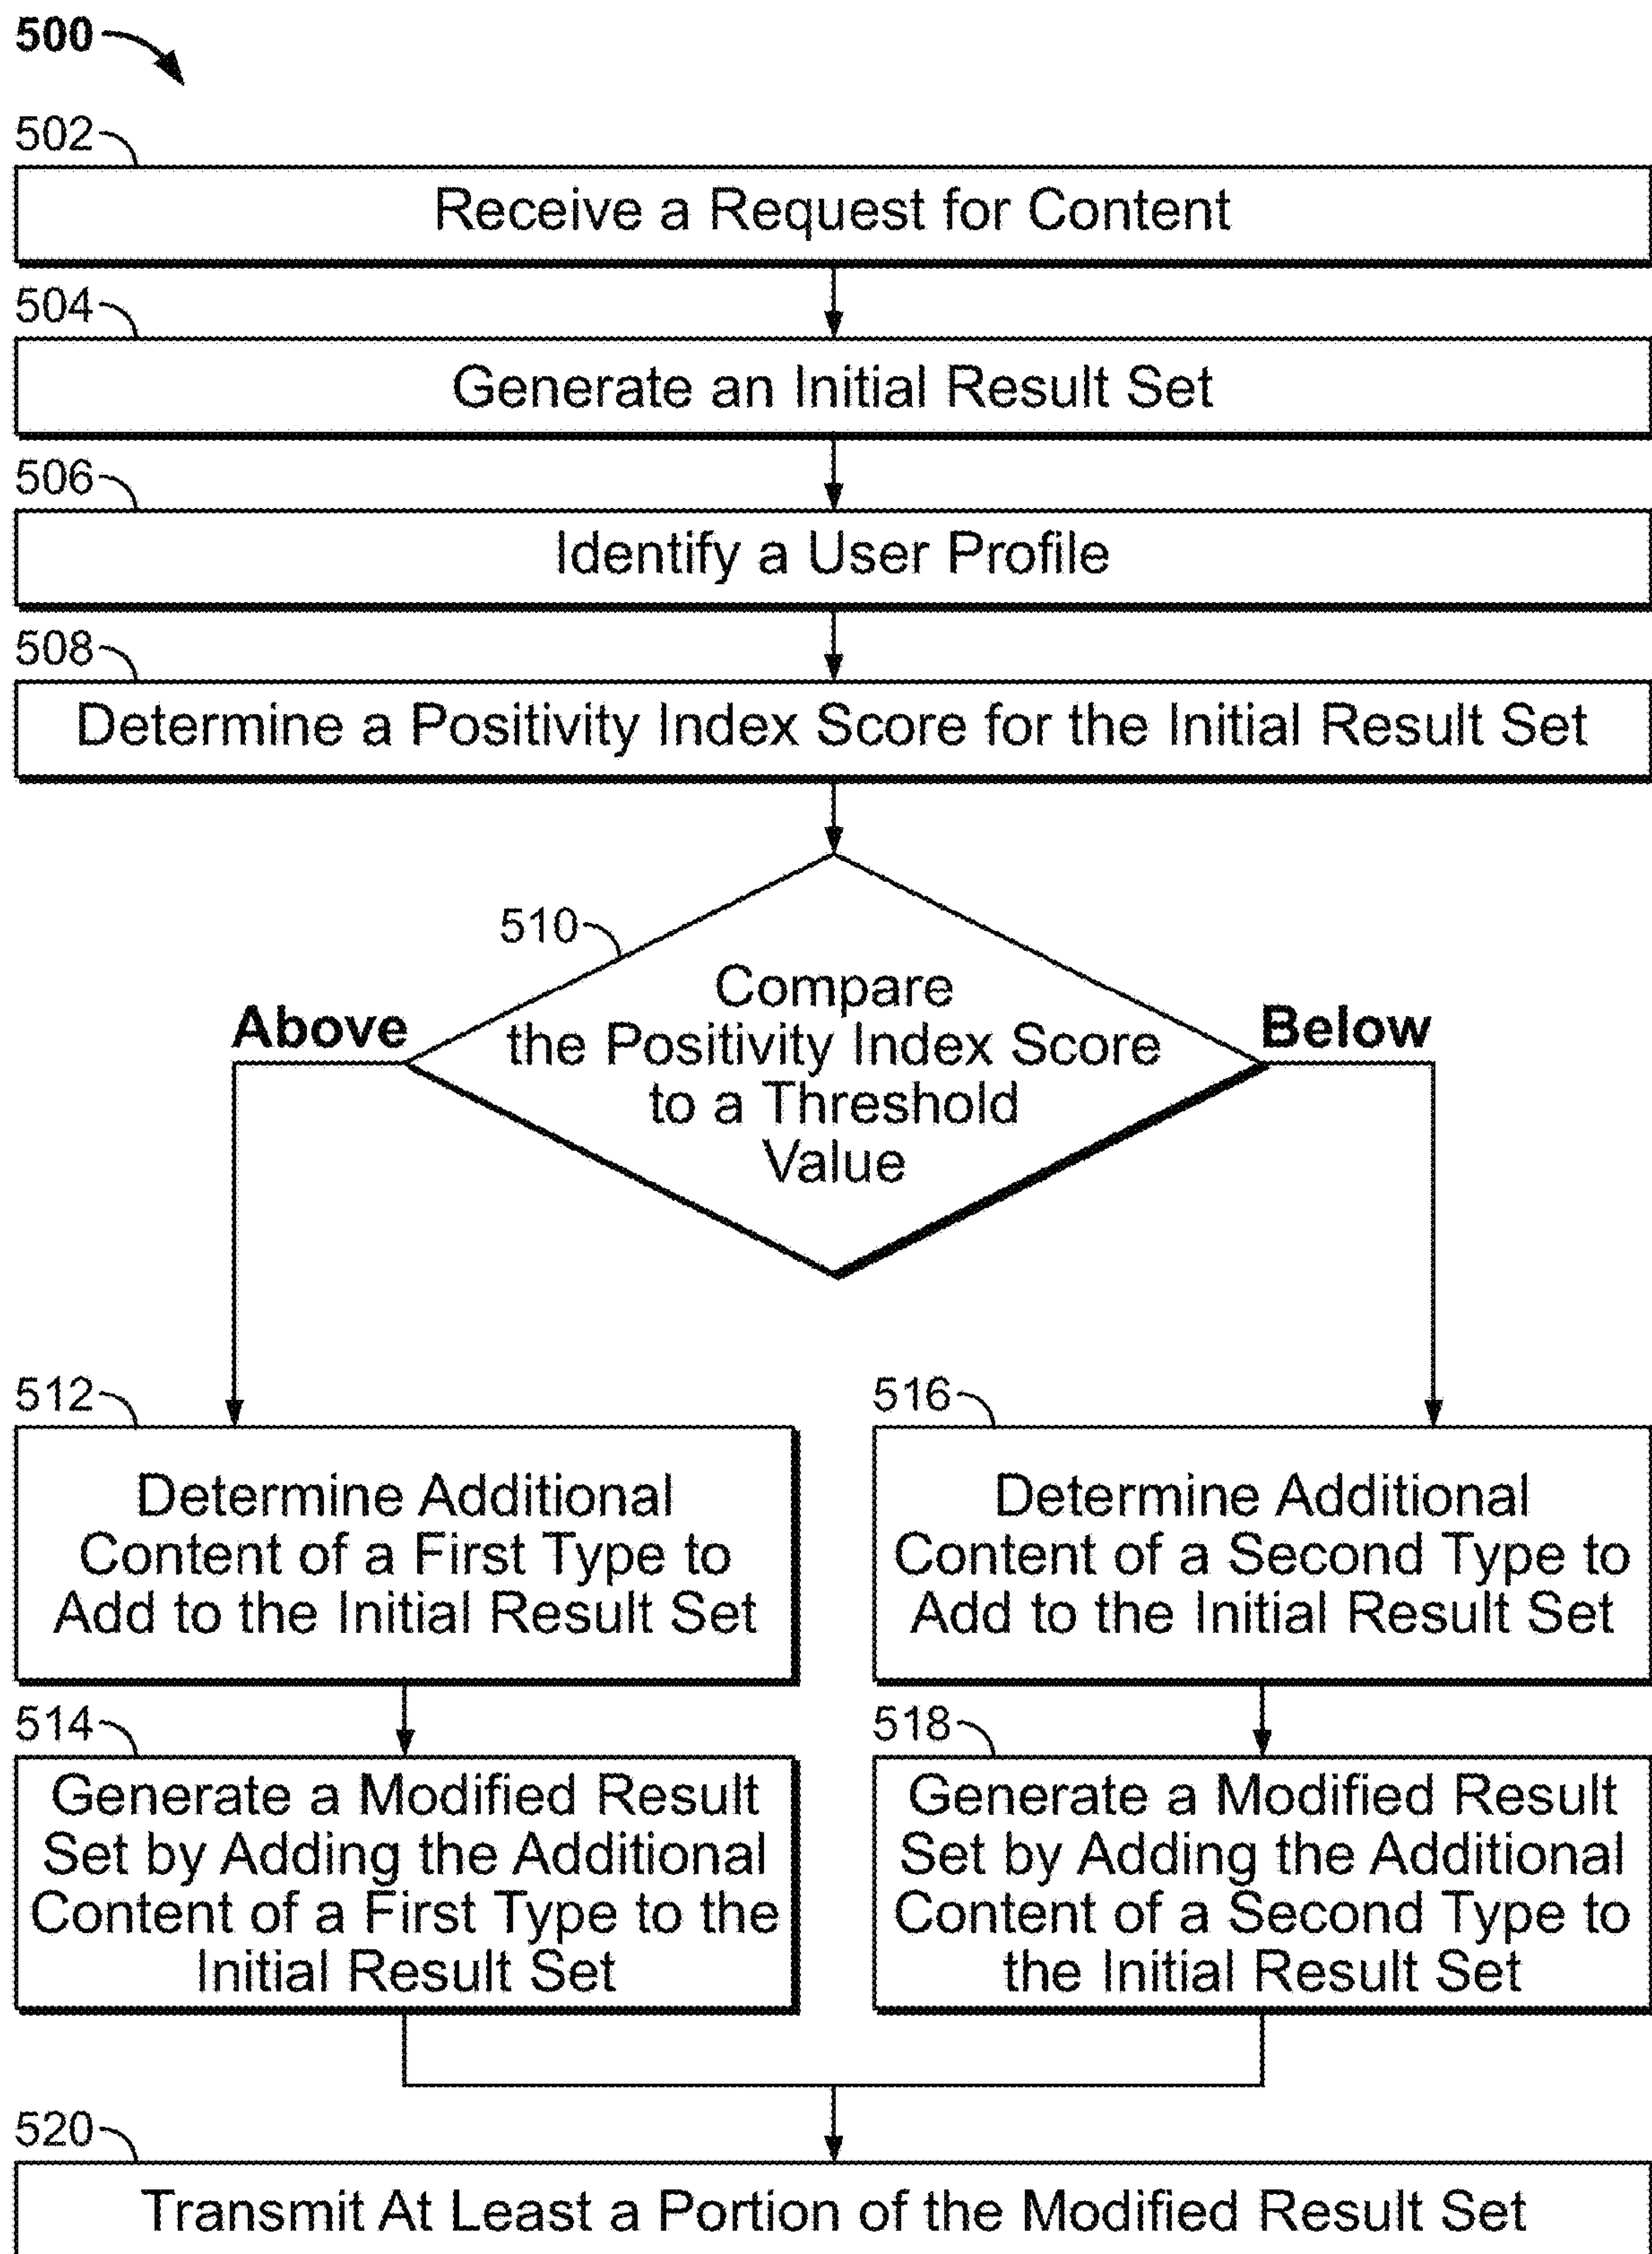 500
502
Receive a Request for Content
504
Generate an Initial Result Set
506
Identify a User Profile
508
Determine a Positivity Index Score for the Initial Result Set
510
Compare
the Positivity Index Score
to a Threshold
Value
Above
Below
512
Determine Additional
Content of a First Type to
Add to the Initial Result Set
516
Determine Additional
Content of a Second Type to
Add to the Initial Result Set
514
Generate a Modified Result
Set by Adding the Additional
Content of a First Type to the
Initial Result Set
518
Generate a Modified Result
Set by Adding the Additional
Content of a Second Type to
the Initial Result Set
520
Transmit At Least a Portion of the Modified Result Set